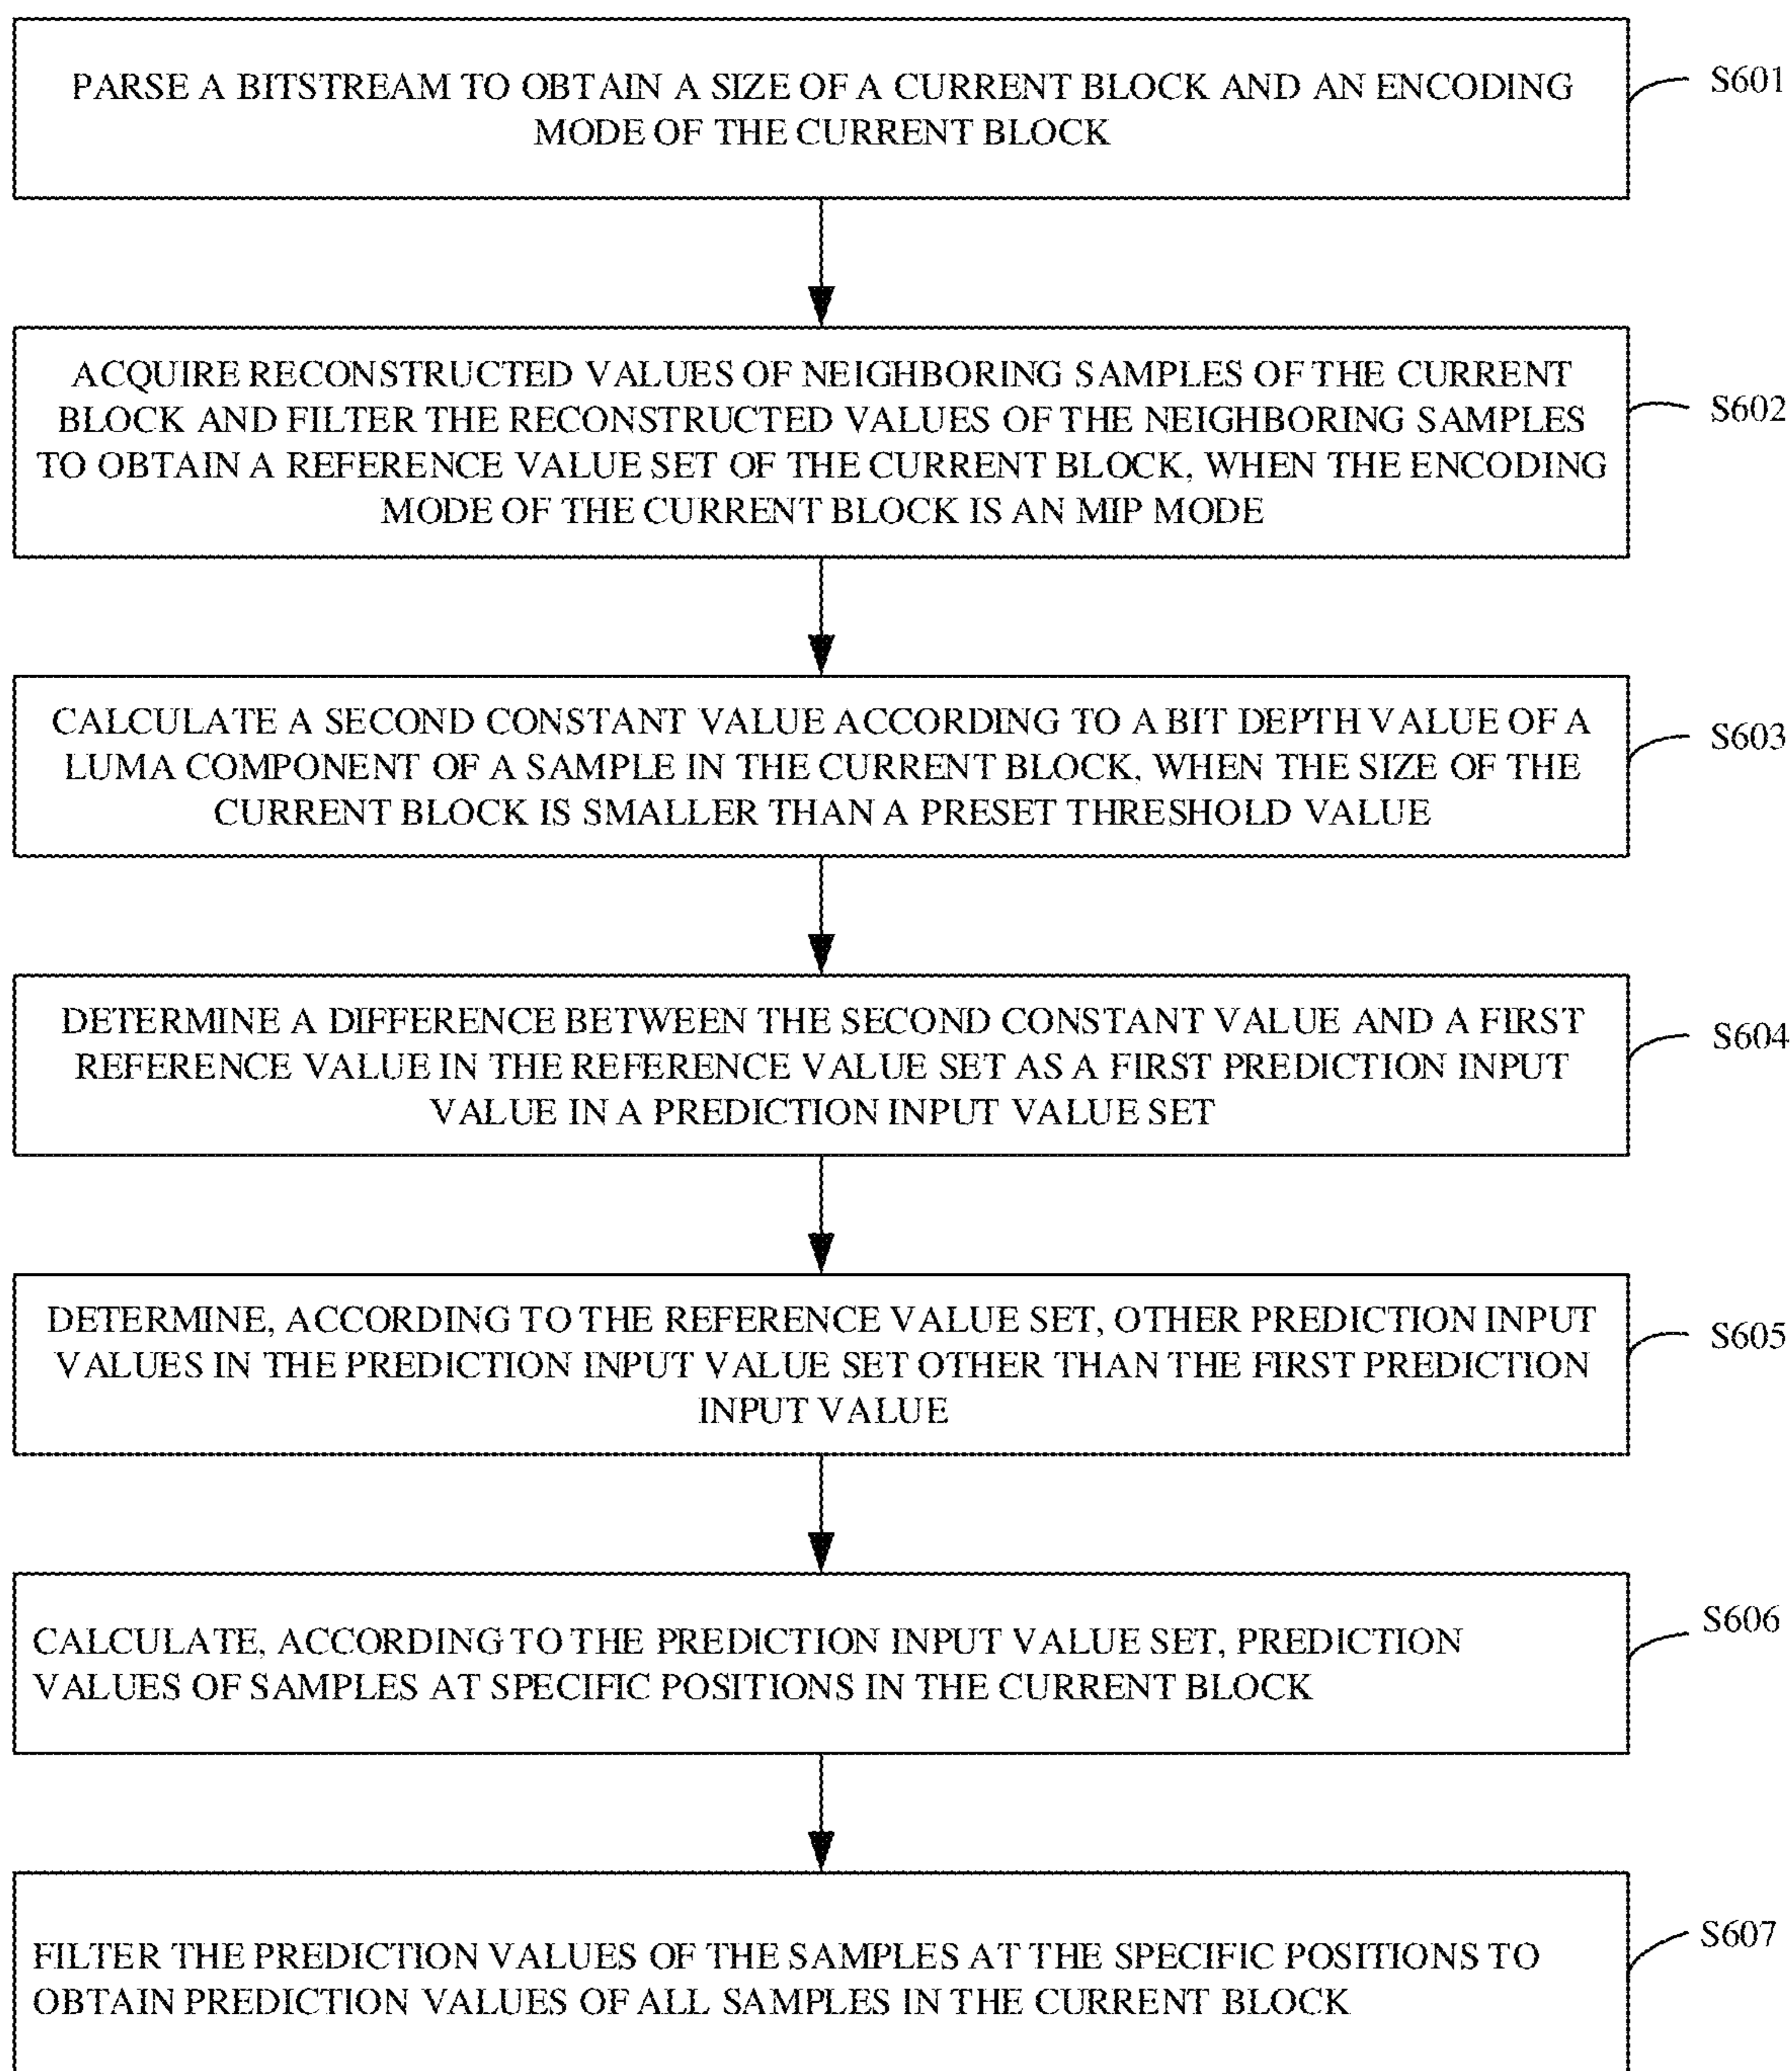 PARSE A BITSTREAM TO OBTAIN A SIZE OF A CURRENT BLOCK AND AN ENCODING
MODE OF THE CURRENT BLOCK
S601
ACQUIRE RECONSTRUCTED VALUES OF NEIGHBORING SAMPLES OF THE CURRENT
BLOCK AND FILTER THE RECONSTRUCTED VALUES OF THE NEIGHBORING SAMPLES
TO OBTAIN A REFERENCE VALUE SET OF THE CURRENT BLOCK, WHEN THE ENCODING
MODE OF THE CURRENT BLOCK IS AN MIP MODE
S602
CALCULATE A SECOND CONSTANT VALUE ACCORDING TO A BIT DEPTH VALUE OF A
LUMA COMPONENT OF A SAMPLE IN THE CURRENT BLOCK, WHEN THE SIZE OF THE
CURRENT BLOCK IS SMALLER THAN A PRESET THRESHOLD VALUE
S603
DETERMINE A DIFFERENCE BETWEEN THE SECOND CONSTANT VALUE AND A FIRST
REFERENCE VALUE IN THE REFERENCE VALUE SET AS A FIRST PREDICTION INPUT
VALUE IN A PREDICTION INPUT VALUE SET
S604
DETERMINE, ACCORDING TO THE REFERENCE VALUE SET, OTHER PREDICTION INPUT
VALUES IN THE PREDICTION INPUT VALUE SET OTHER THAN THE FIRST PREDICTION
INPUT VALUE
S605
CALCULATE, ACCORDING TO THE PREDICTION INPUT VALUE SET, PREDICTION
VALUES OF SAMPLES AT SPECIFIC POSITIONS IN THE CURRENT BLOCK
S606
FILTER THE PREDICTION VALUES OF THE SAMPLES AT THE SPECIFIC POSITIONS TO
OBTAIN PREDICTION VALUES OF ALL SAMPLES IN THE CURRENT BLOCK
S607